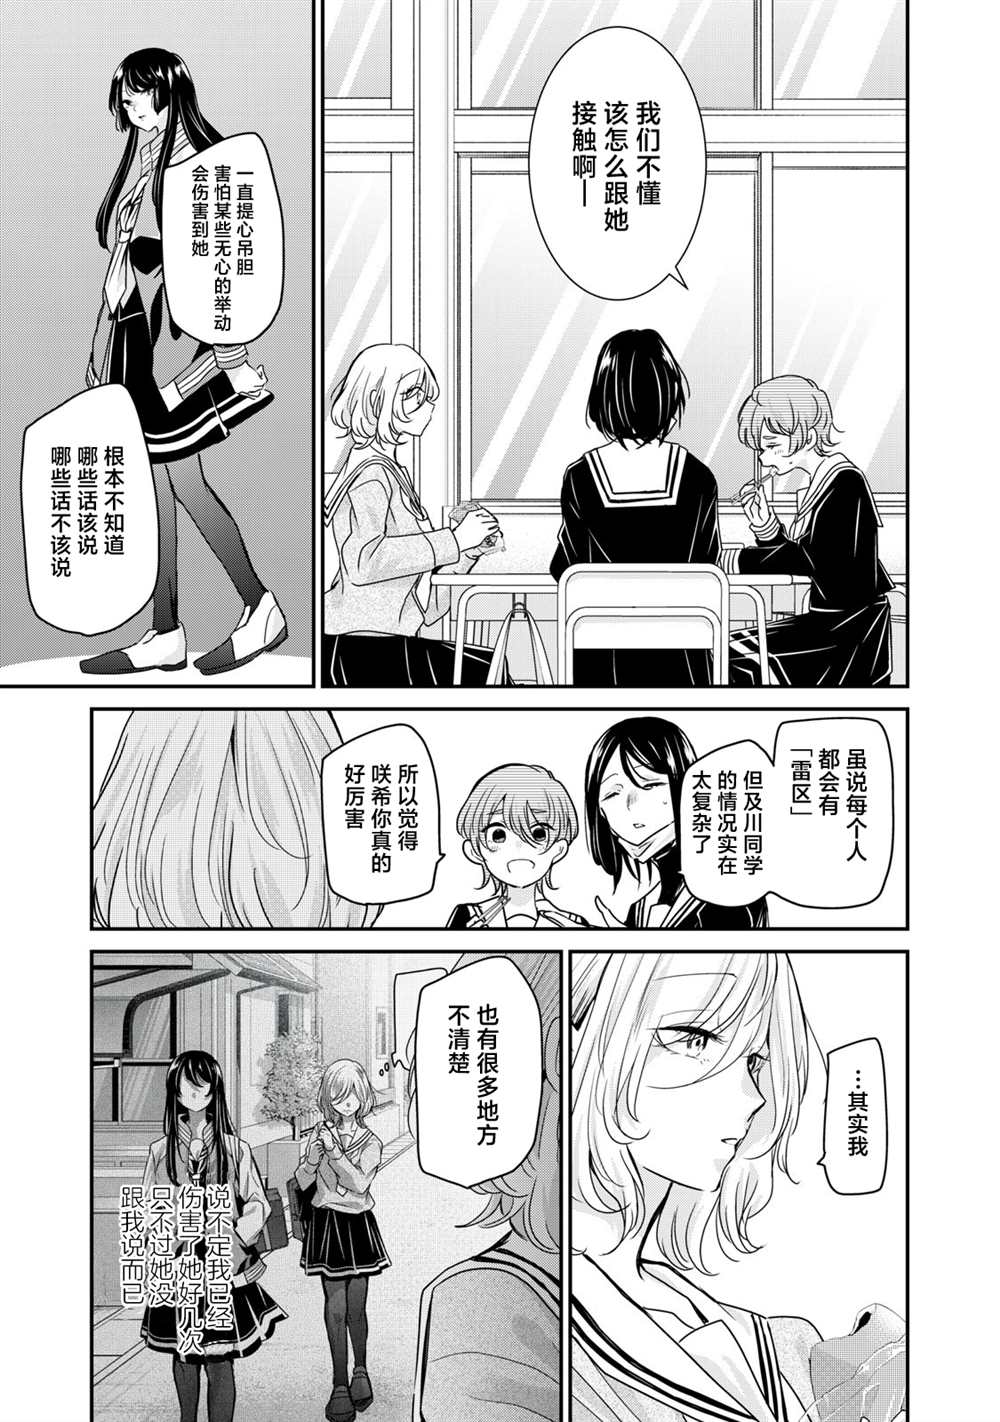 我们不懂
该怎么跟她
接触啊—
一直提心吊胆
害怕某些无心的举动
会伤害到她
根本不知道
哪些话该说
哪些话不该说
虽说每个人
都会有
「雷区」
但及川同学
的情况实在
太复杂了
所以觉得
咲希你真的
好厉害
…其实我
也有很多地方
不清楚
说不定我已经
伤害了她好几次
只不过她没
跟我说而已